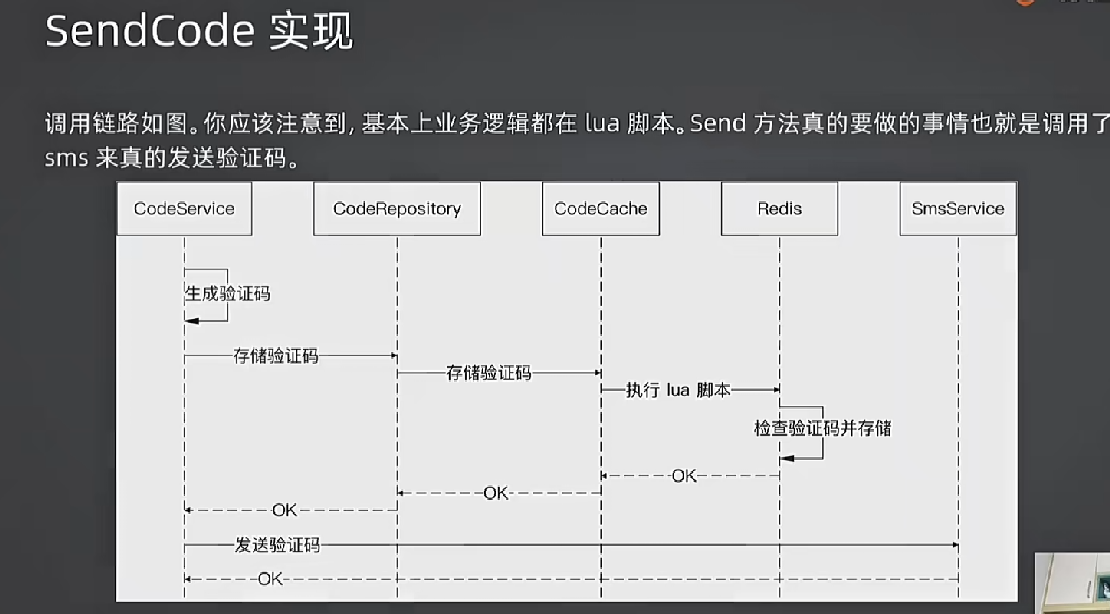 SendCode 实现
调用链路如图。你应该注意到, 基本上业务逻辑都在 lua 脚本。Send 方法真的要做的事情也就是调用了
sms 来真的发送验证码。
CodeService
CodeRepository
CodeCache
Redis
SmsService
生成验证码
存储验证码
存储验证码
执行 lua 脚本
检查验证码并存储
OK
OK
OK
发送验证码
OK